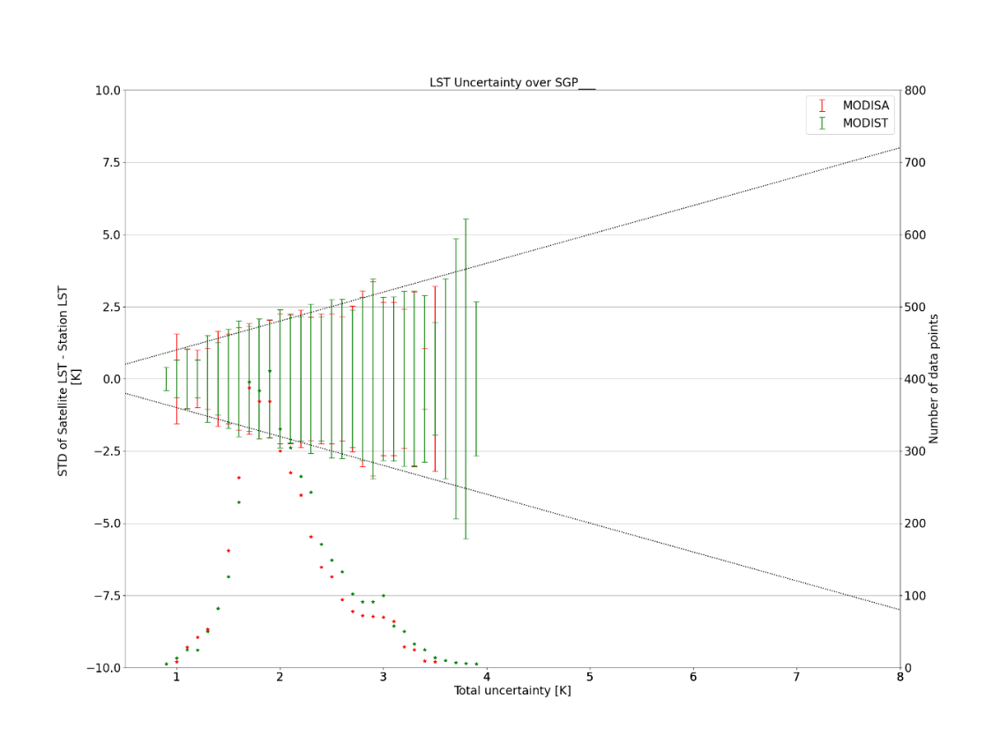 LST Uncertainty over SGP__
10.0
7.5
5.0
2.5
0.0
−2.5
−5.0
−7.5
−10.0
STD of Satellite LST - Station LST
[K]
MODISA
MODIST
800
700
600
500
400
300
200
100
0
Number of data points
1 2 3 4 5 6 7 8
Total uncertainty [K]